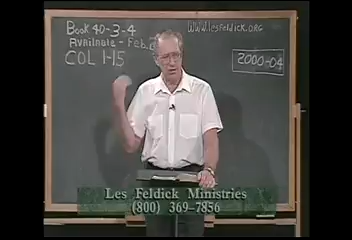 Book 40-3-4
Available - Feb.
COL 1-15
WWW.lesfeldick.ORG
2000-04
Les Feldick Ministries
(800) 369-7856